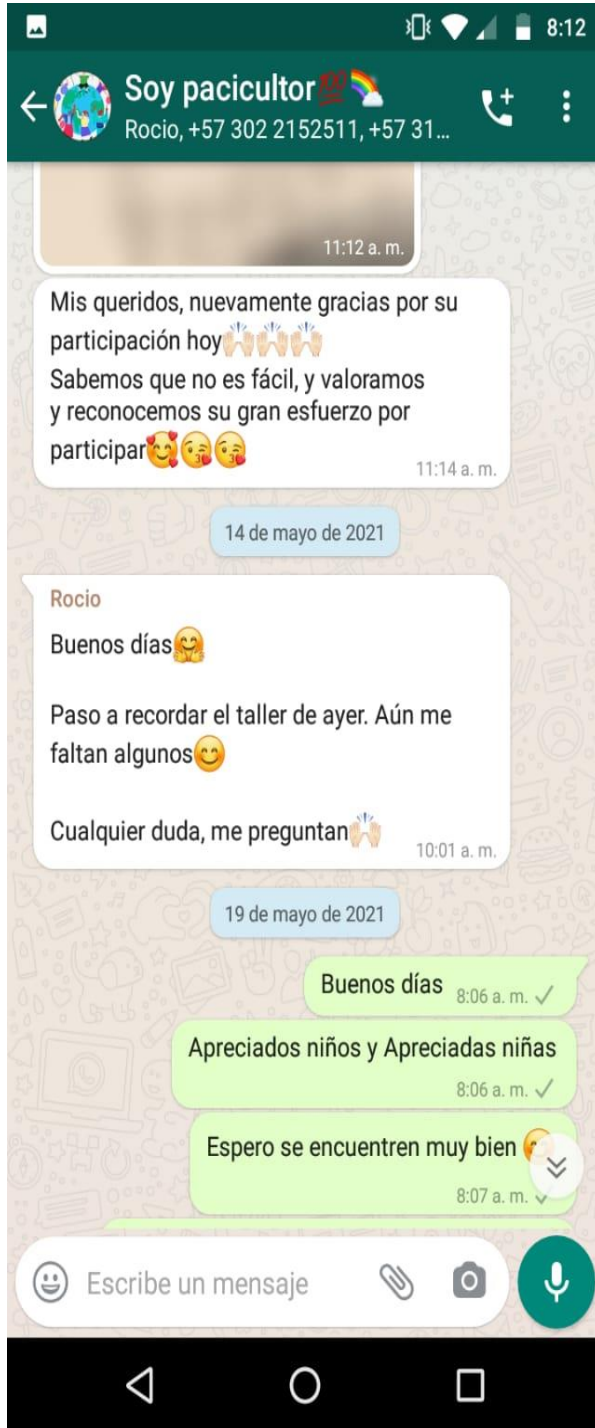 8:12
Soy pacicultor💯🌈
Rocio, +57 302 2152511, +57 31...
11:12 a. m.
Mis queridos, nuevamente gracias por su
participación hoy🙌🏻🙌🏻🙌🏻
Sabemos que no es fácil, y valoramos
y reconocemos su gran esfuerzo por
participar🥰😘😘
11:14 a. m.
14 de mayo de 2021
Rocio
Buenos días🤗
Paso a recordar el taller de ayer. Aún me
faltan algunos😊
Cualquier duda, me preguntan🙌🏻
10:01 a. m.
19 de mayo de 2021
Buenos días 8:06 a. m.
Apreciados niños y Apreciadas niñas
8:06 a. m.
Espero se encuentren muy bien
8:07 a. m.
Escribe un mensaje